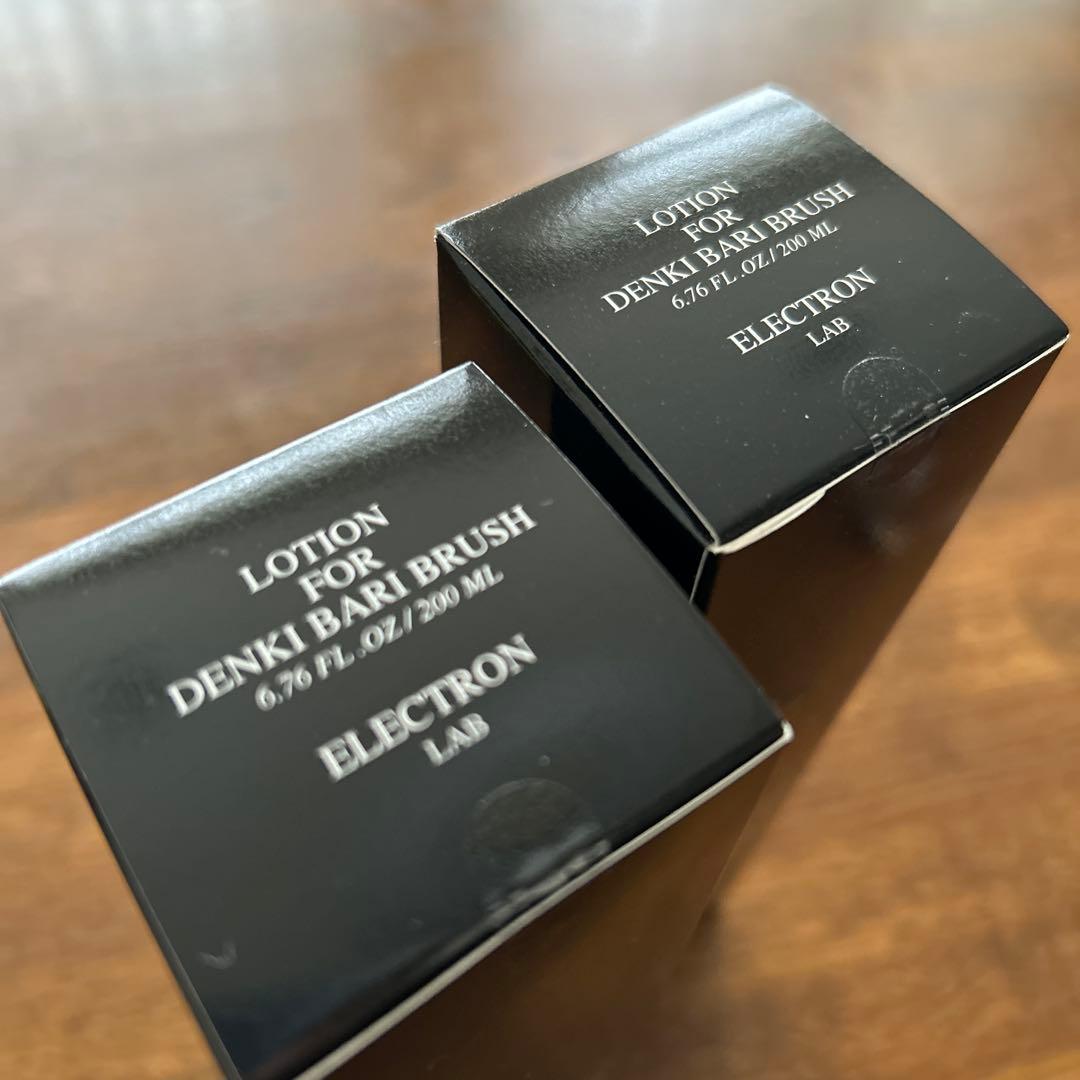 LOTION
FOR
DENKI BARI BRUSH
6.76 FL .OZ / 200 ML
ELECTRON
LAB
LOTION
FOR
DENKI BARI BRUSH
6.76 FL .OZ / 200 ML
ELECTRON
LAB